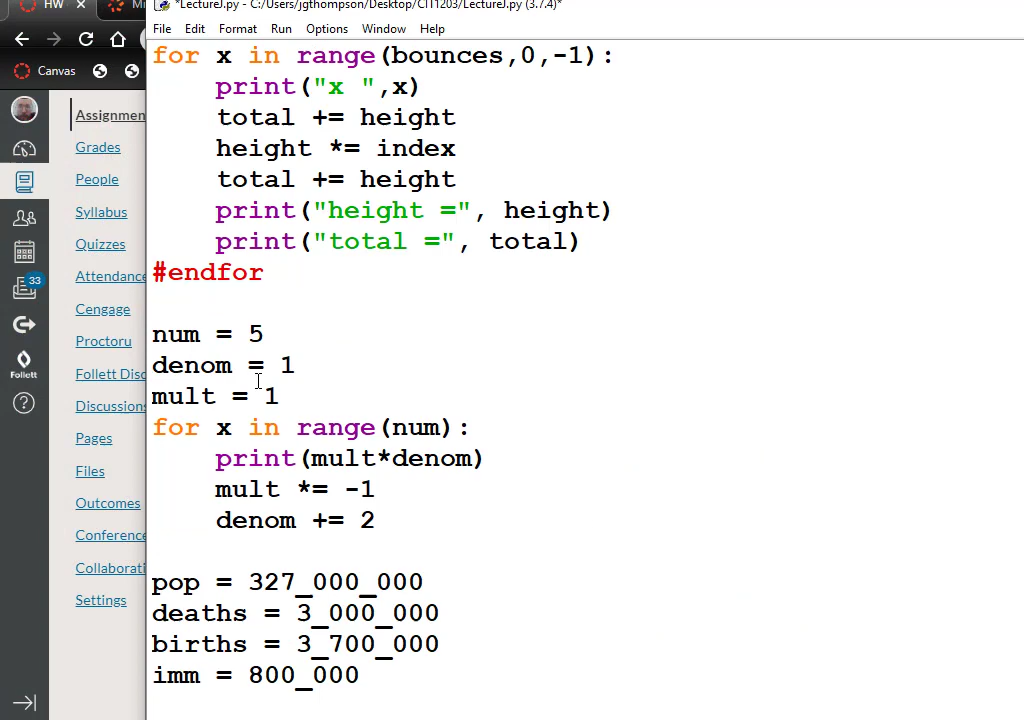 HW
*LectureJ.py - C:/Users/jgthompson/Desktop/CIT1203/LectureJ.py (3.7.4)*
File Edit Format Run Options Window Help
Canvas
33
Follett
Assignmen
Grades
People
Syllabus
Quizzes
Attendance
Cengage
Proctoru
Follett Disc
Discussions
Pages
Files
Outcomes
Conference
Collaborati
Settings
for x in range(bounces,0,-1):
    print("x ",x)
    total += height
    height *= index
    total += height
    print("height =", height)
    print("total =", total)
#endfor
num = 5
denom = 1
mult = 1
for x in range(num):
    print(mult*denom)
    mult *= -1
    denom += 2
pop = 327_000_000
deaths = 3_000_000
births = 3_700_000
imm = 800_000